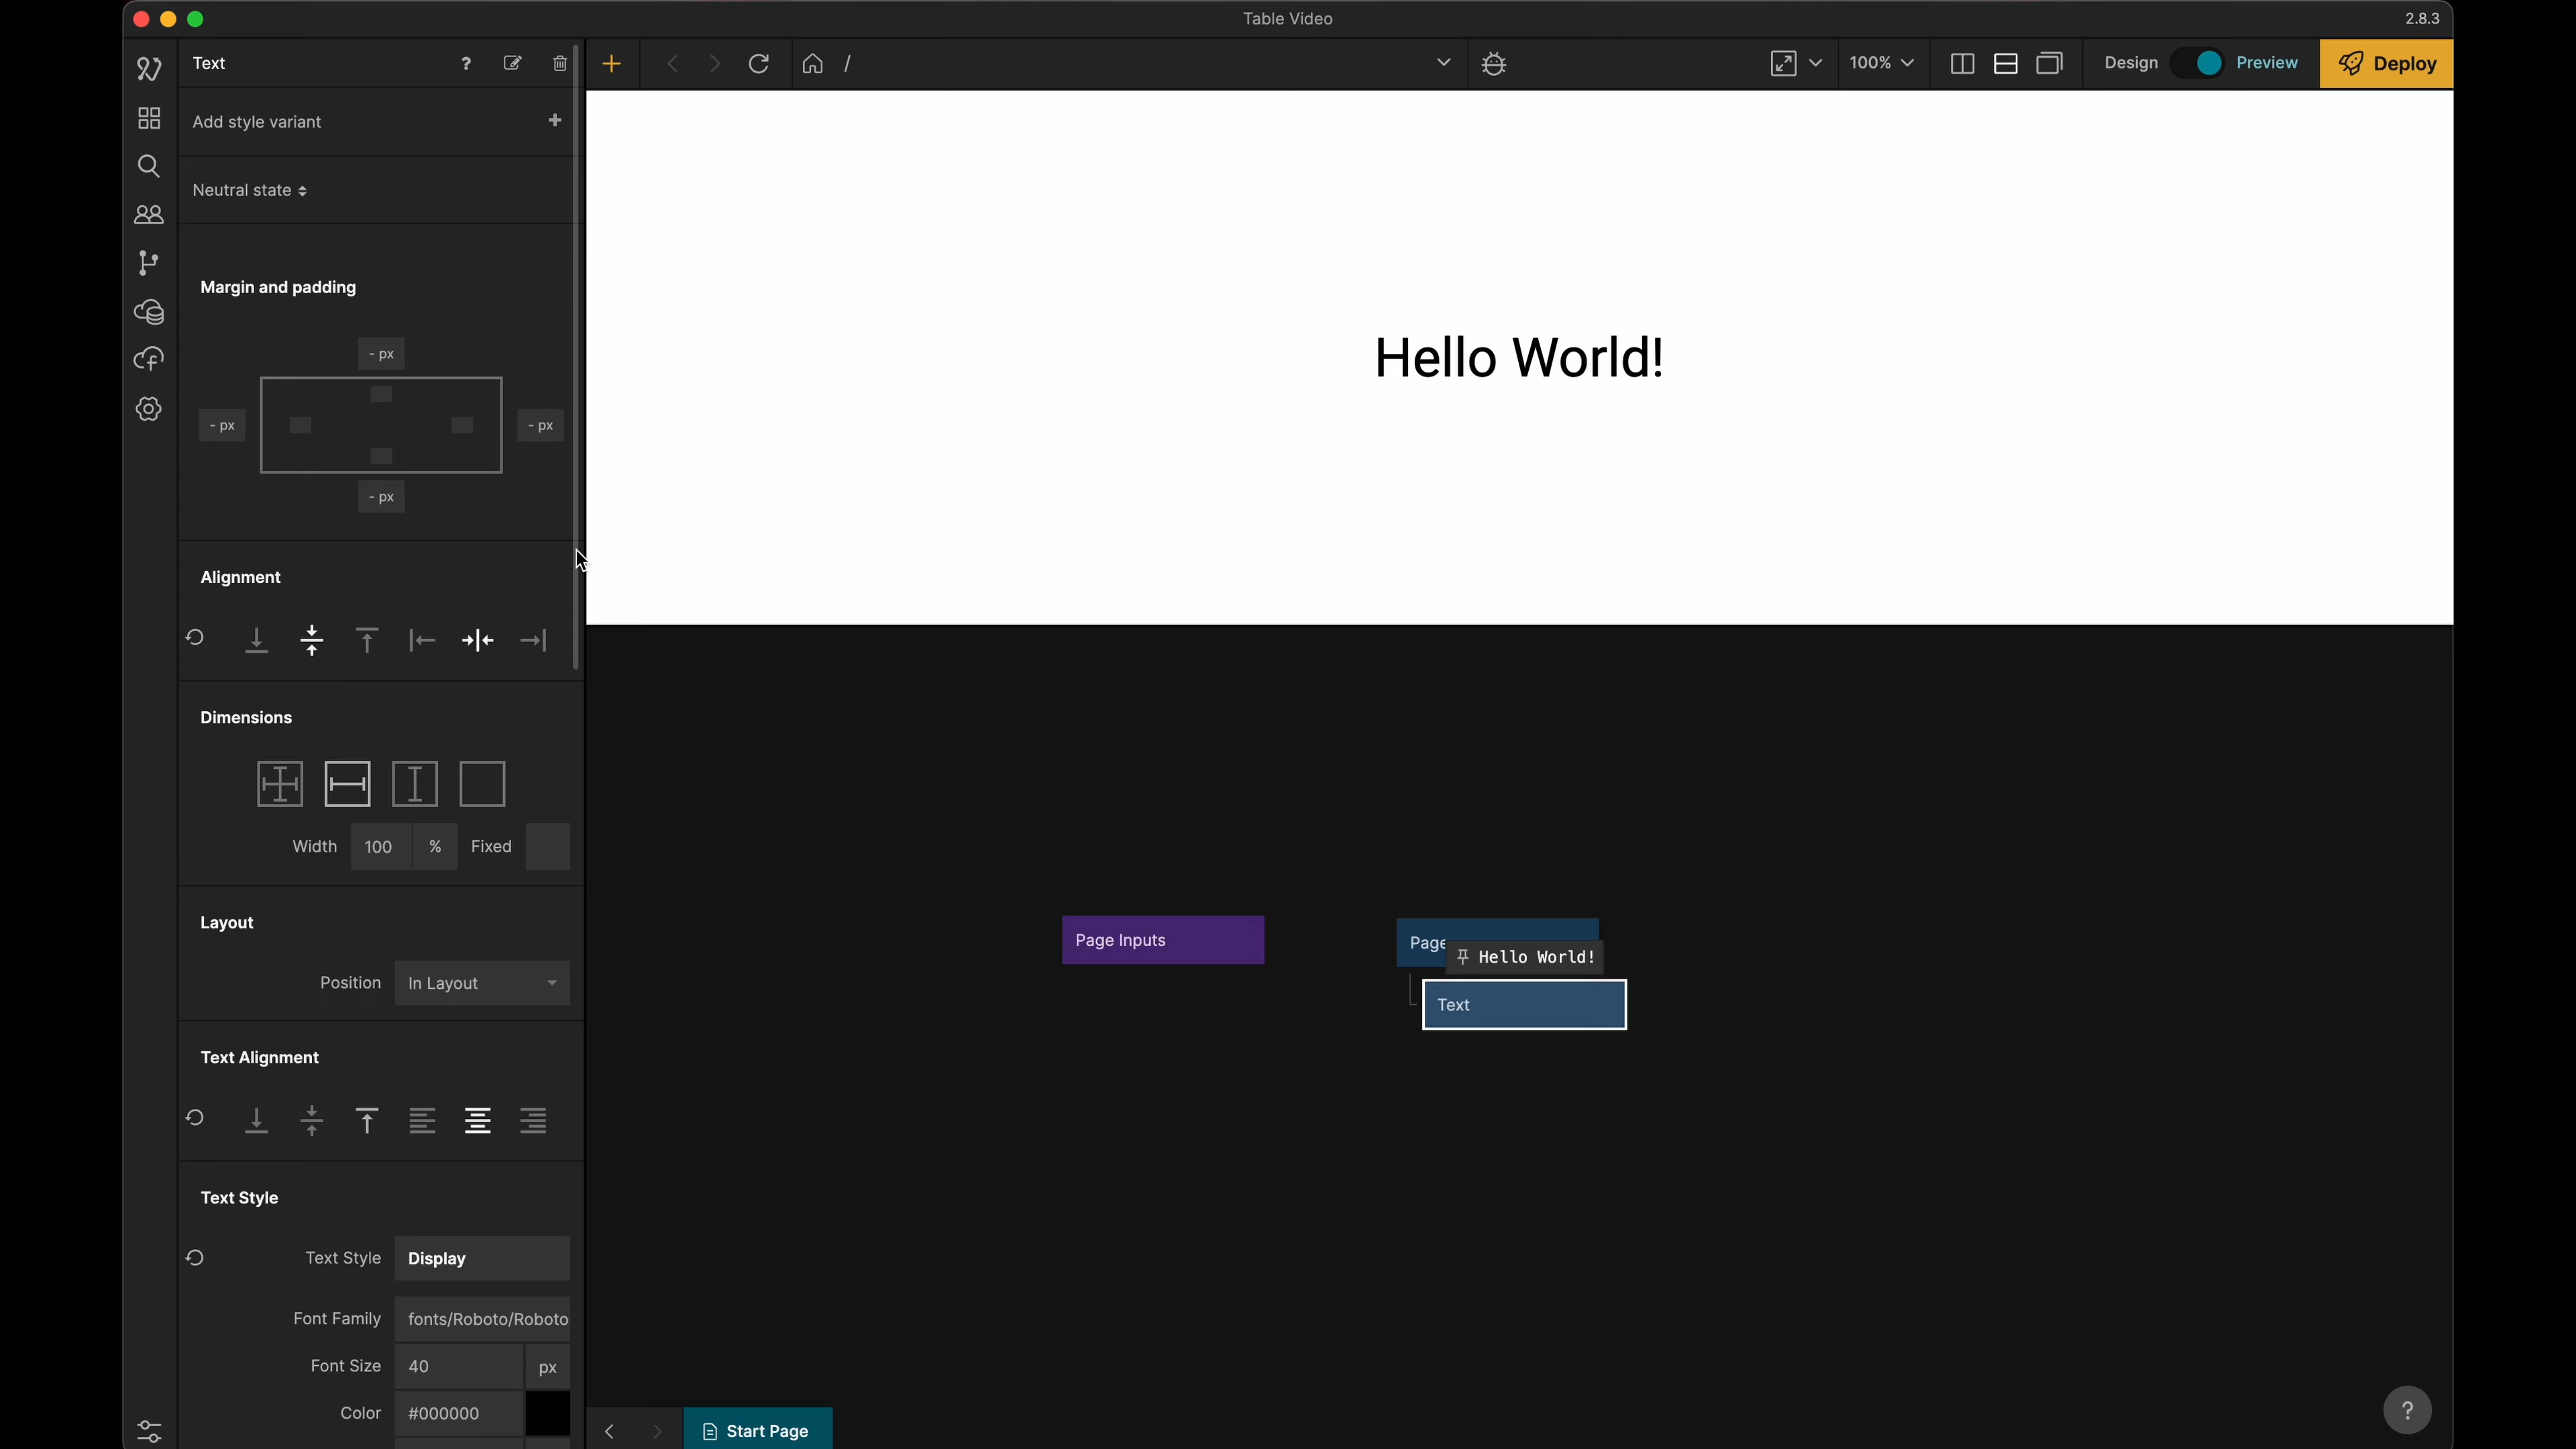 Table Video
2.8.3
Text
?
/
100%
Design
Preview
Deploy
Add style variant
Neutral state
Margin and padding
- px
- px
- px
- px
Hello World!
Alignment
Dimensions
Width
100
%
Fixed
Layout
Position
In Layout
Page Inputs
Page
Hello World!
Text
Text Alignment
Text Style
Text Style
Display
Font Family
fonts/Roboto/Roboto
Font Size
40
px
Color
#000000
Start Page
?